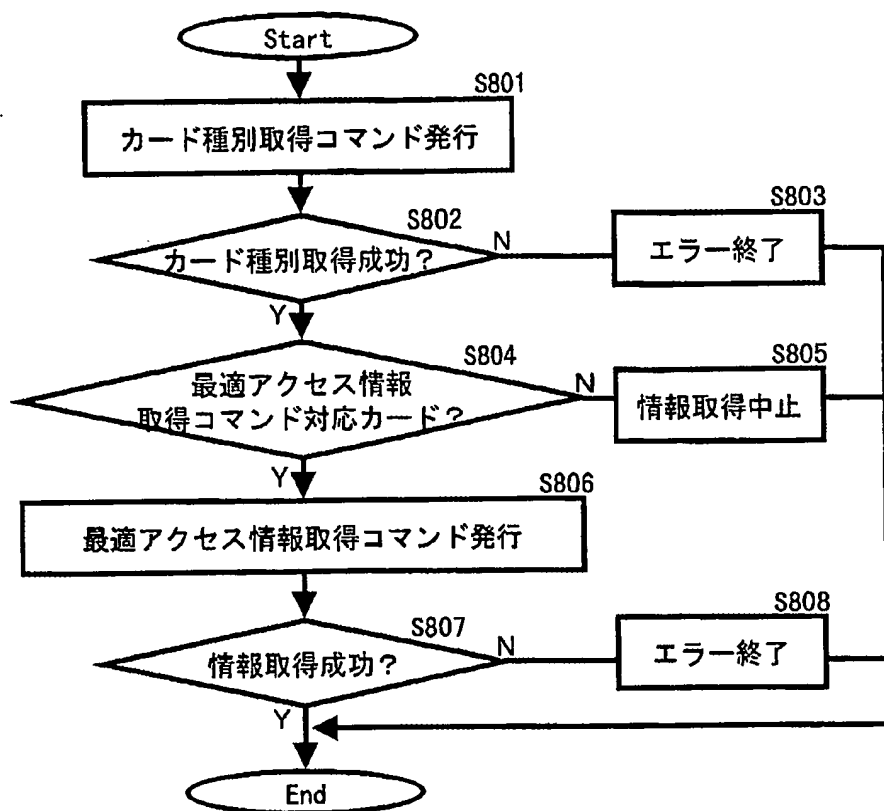 Start
S801
カード種別取得コマンド発行
S802
カード種別取得成功？
N
S803
エラー終了
Y
S804
最適アクセス情報
取得コマンド対応カード？
N
S805
情報取得中止
Y
S806
最適アクセス情報取得コマンド発行
S807
情報取得成功？
N
S808
エラー終了
Y
End